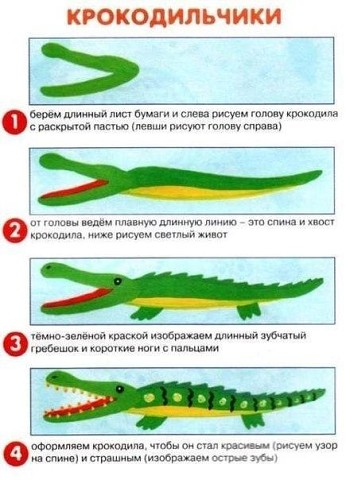 КРОКОДИЛЬЧИКИ
1 берём длинный лист бумаги и слева рисуем голову крокодила
с раскрытой пастью (левши рисуют голову справа)
2 от головы ведём плавную длинную линию – это спина и хвост
крокодила, ниже рисуем светлый живот
3 тёмно-зелёной краской изображаем длинный зубчатый
гребешок и короткие ноги с пальцами
4 оформляем крокодила, чтобы он стал красивым (рисуем узор
на спине) и страшным (изображаем острые зубы)